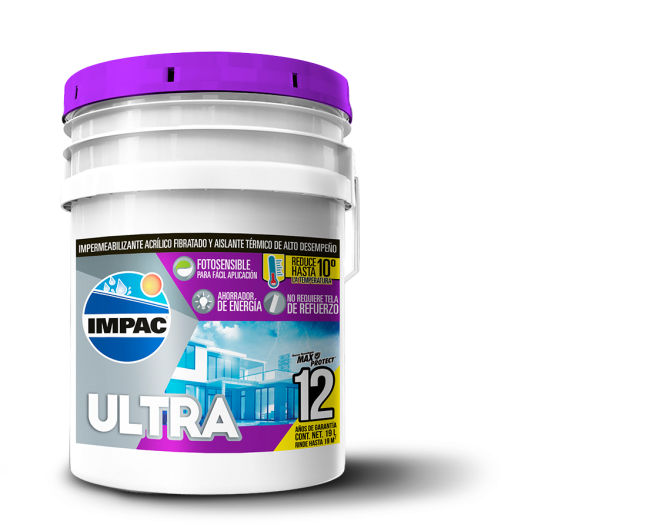 IMPERMEABILIZANTE ACRÍLICO FIBRATADO Y AISLANTE TÉRMICO DE ALTO DESEMPEÑO
FOTOSENSIBLE
PARA FÁCIL APLICACIÓN
REDUCE
HASTA 10°
LA TEMPERATURA
AHORRADOR
DE ENERGÍA
NO REQUIERE TELA
DE REFUERZO
IMPAC
MAX
PROTECT
12
ULTRA
AÑOS DE GARANTÍA
CONT. NET. 19 L
RINDE HASTA 19 M²